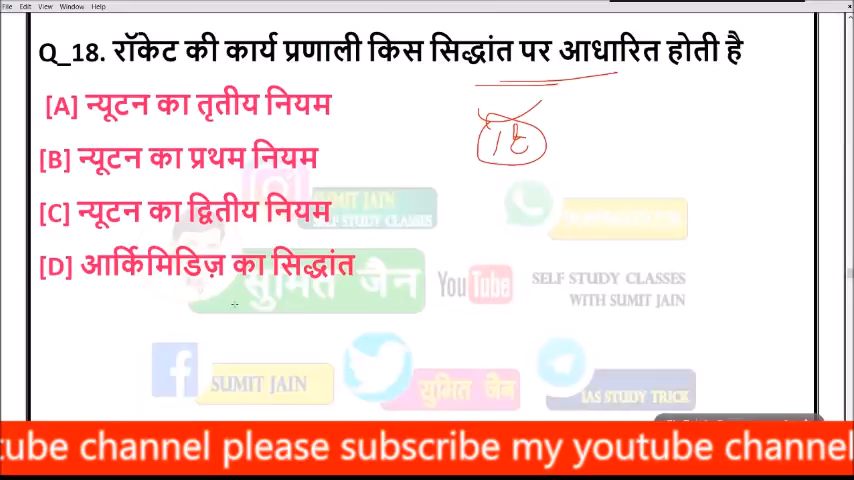 File Edit View Window Help
Q_18. रॉकेट की कार्य प्रणाली किस सिद्धांत पर आधारित होती है
[A] न्यूटन का तृतीय नियम
18
[B] न्यूटन का प्रथम नियम
[C] न्यूटन का द्वितीय नियम
SUMIT JAIN
SELF STUDY CLASSES
[D] आर्किमिडिज़ का सिद्धांत
सुमित जैन
YouTube
SELF STUDY CLASSES
WITH SUMIT JAIN
SUMIT JAIN
सुमित जैन
IAS STUDY TRICK
tube channel please subscribe my youtube channel